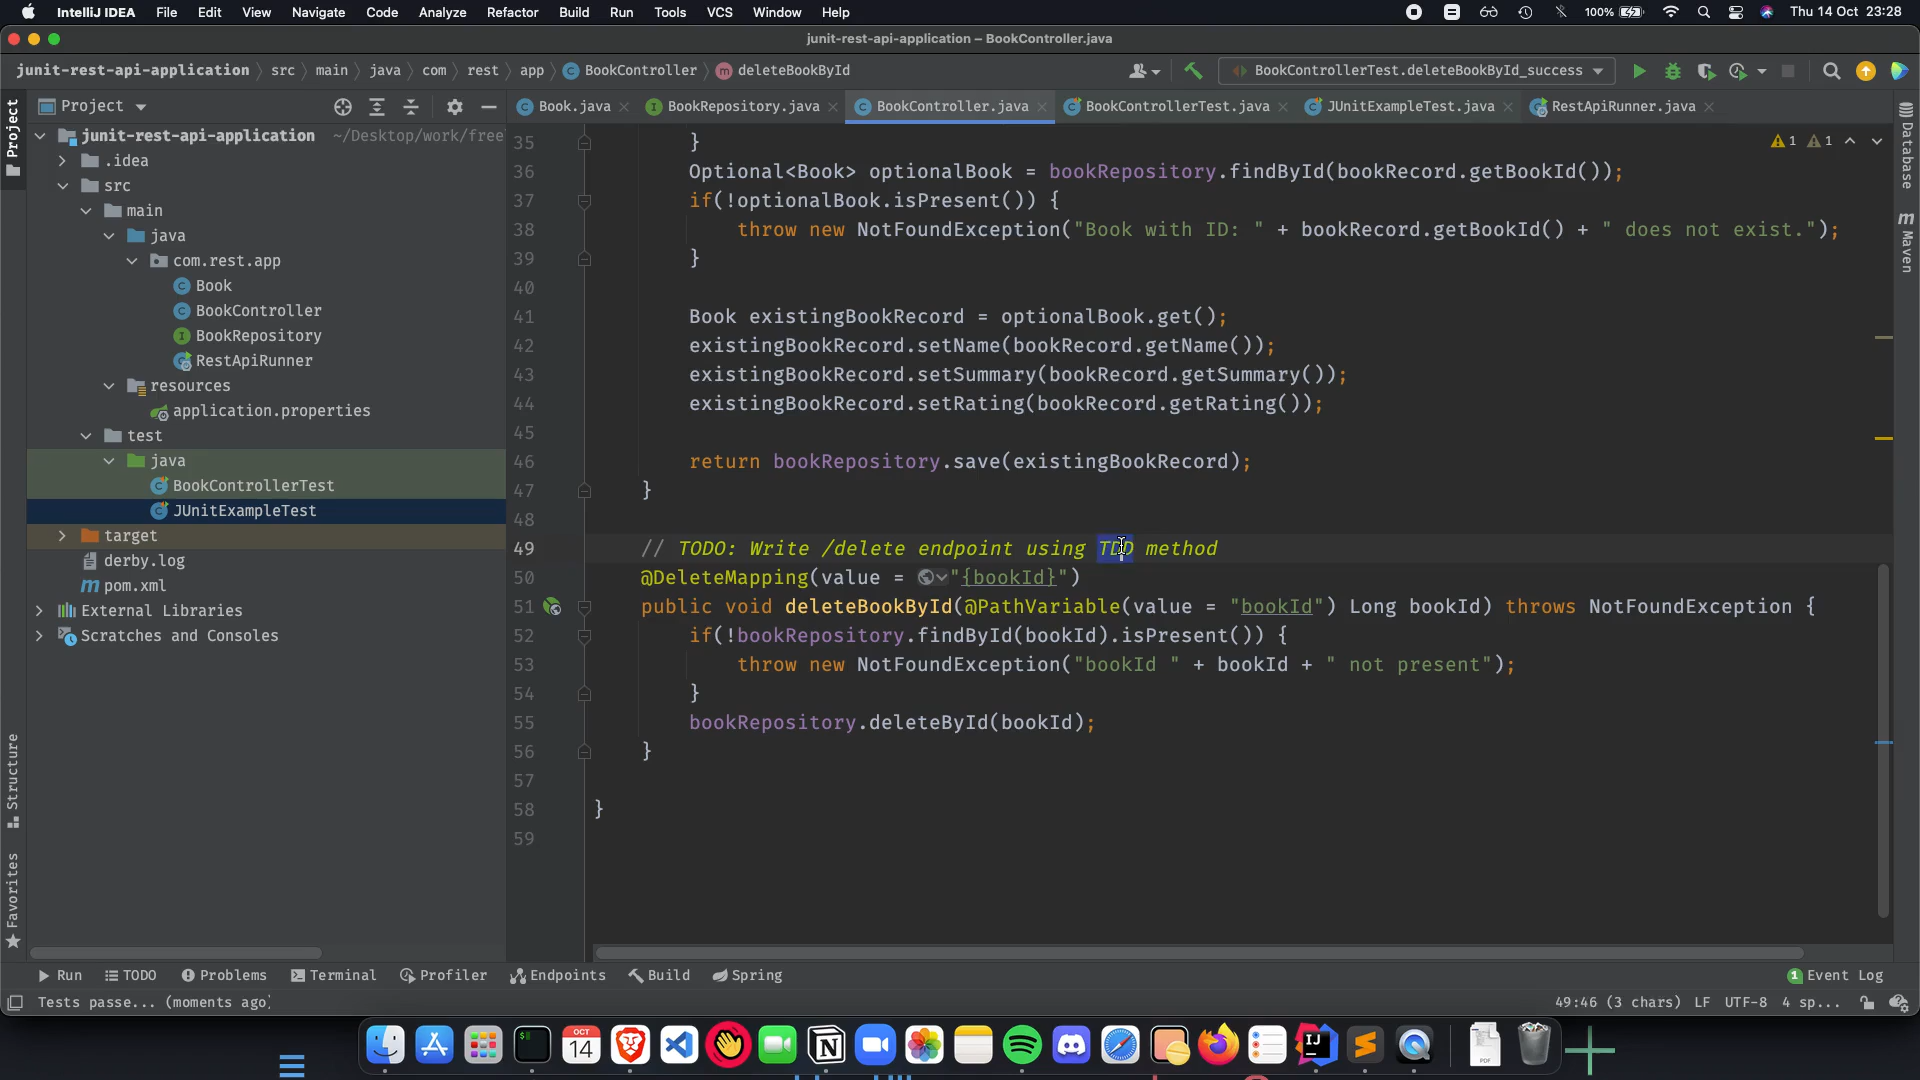 IntelliJ IDEA File Edit View Navigate Code Analyze Refactor Build Run Tools VCS Window Help 100% Thu 14 Oct 23:28
junit-rest-api-application – BookController.java
junit-rest-api-application src main java com rest app BookController deleteBookById BookControllerTest.deleteBookById_success
Project Book.java BookRepository.java BookController.java BookControllerTest.java JUnitExampleTest.java RestApiRunner.java
Project
Database
Maven
Structure
Favorites
junit-rest-api-application ~/Desktop/work/free
.idea
src
main
java
com.rest.app
Book
BookController
BookRepository
RestApiRunner
resources
application.properties
test
java
BookControllerTest
JUnitExampleTest
target
derby.log
pom.xml
External Libraries
Scratches and Consoles
1 1
35 }
36 Optional<Book> optionalBook = bookRepository.findById(bookRecord.getBookId());
37 if(!optionalBook.isPresent()) {
38 throw new NotFoundException("Book with ID: " + bookRecord.getBookId() + " does not exist.");
39 }
40
41 Book existingBookRecord = optionalBook.get();
42 existingBookRecord.setName(bookRecord.getName());
43 existingBookRecord.setSummary(bookRecord.getSummary());
44 existingBookRecord.setRating(bookRecord.getRating());
45
46 return bookRepository.save(existingBookRecord);
47 }
48
49 // TODO: Write /delete endpoint using TDD method
50 @DeleteMapping(value = "{bookId}")
51 public void deleteBookById(@PathVariable(value = "bookId") Long bookId) throws NotFoundException {
52 if(!bookRepository.findById(bookId).isPresent()) {
53 throw new NotFoundException("bookId " + bookId + " not present");
54 }
55 bookRepository.deleteById(bookId);
56 }
57
58 }
59
Run TODO Problems Terminal Profiler Endpoints Build Spring 1 Event Log
Tests passe... (moments ago) 49:46 (3 chars) LF UTF-8 4 sp...
OCT
14
PDF